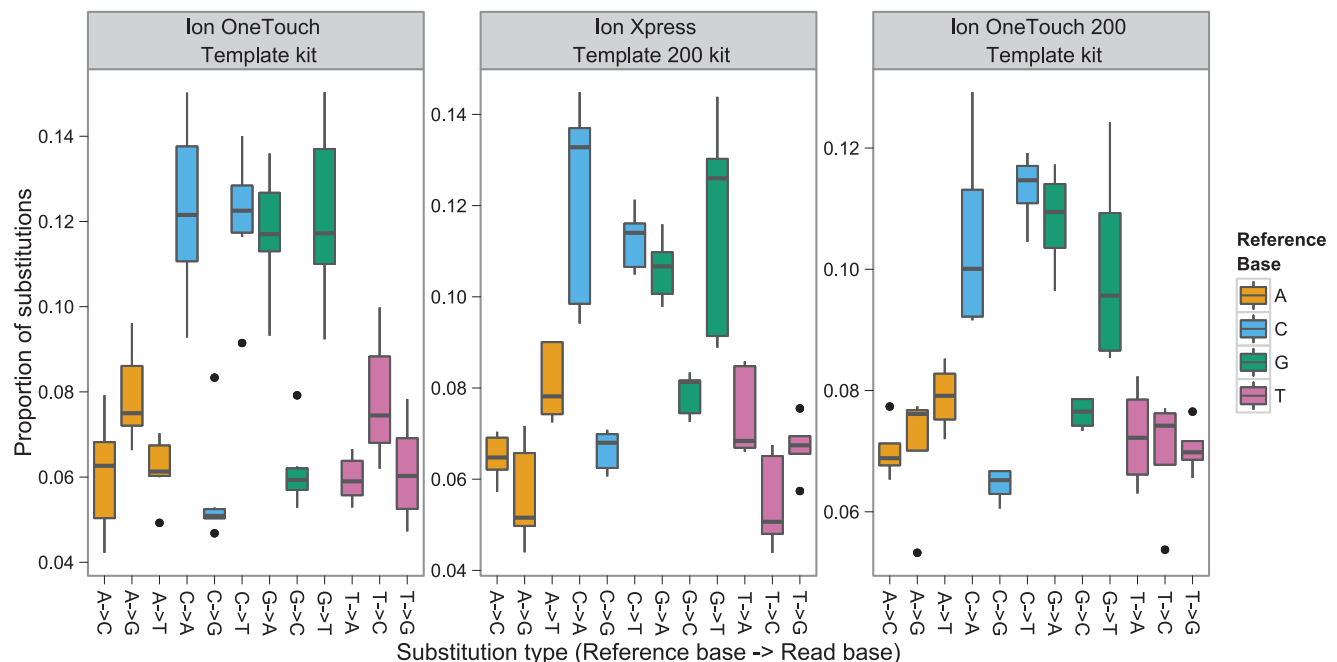 Ion OneTouch
Template kit
Ion Xpress
Template 200 kit
Ion OneTouch 200
Template kit
Proportion of substitutions
0.14
0.12
0.10
0.08
0.06
0.04
0.14
0.12
0.10
0.08
0.06
0.04
0.12
0.10
0.08
0.06
A->C
A->G
A->T
C->A
C->G
C->T
G->A
G->C
G->T
T->A
T->C
T->G
A->C
A->G
A->T
C->A
C->G
C->T
G->A
G->C
G->T
T->A
T->C
T->G
A->C
A->G
A->T
C->A
C->G
C->T
G->A
G->C
G->T
T->A
T->C
T->G
Substitution type (Reference base -> Read base)
Reference
Base
A
C
G
T